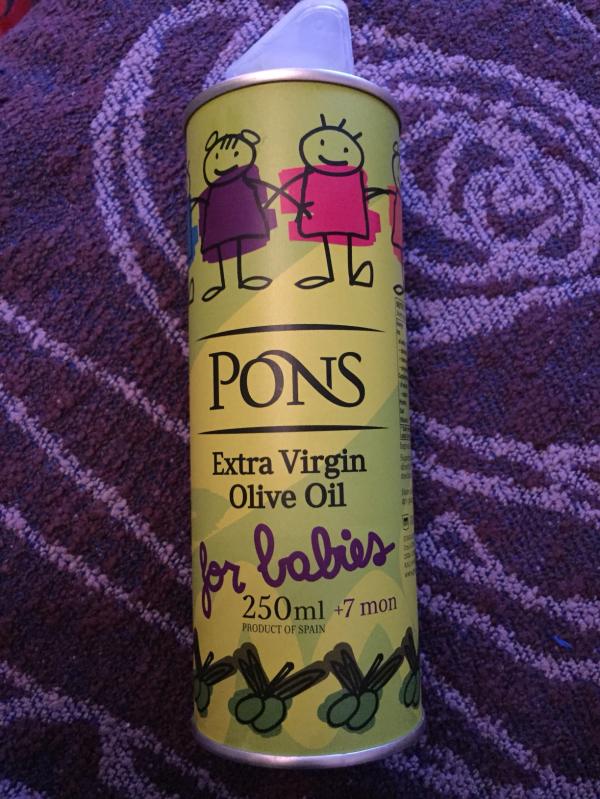 PONS
Extra Virgin
Olive Oil
for babies
250ml +7 mon
PRODUCT OF SPAIN